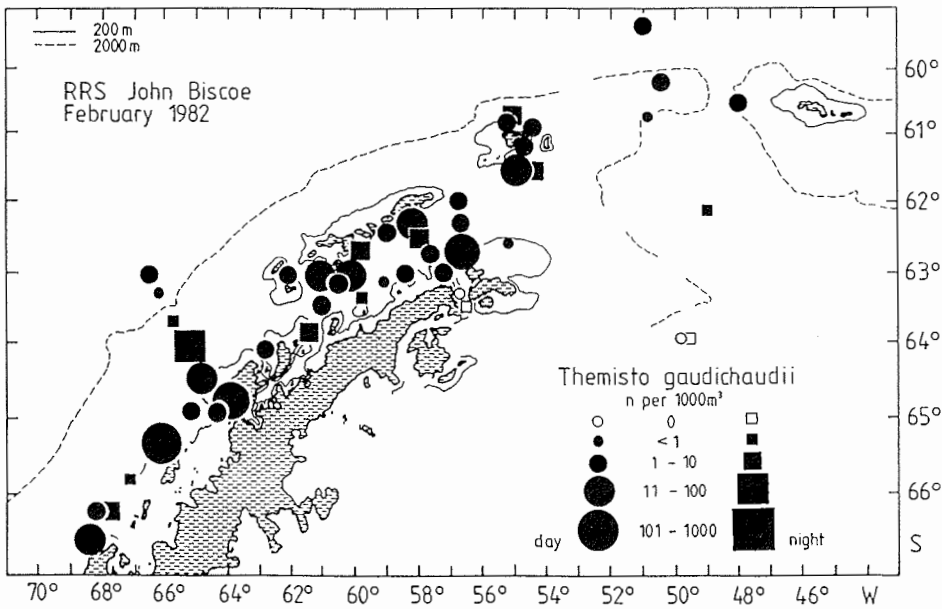 200 m
2000 m
RRS John Biscoe
February 1982
60°
61°
62°
63°
64°
65°
66°
S
Themisto gaudichaudii
n per 1000m³
0
<1
1 - 10
11 - 100
101 - 1000
day
night
70° 68° 66° 64° 62° 60° 58° 56° 54° 52° 50° 48° 46° W